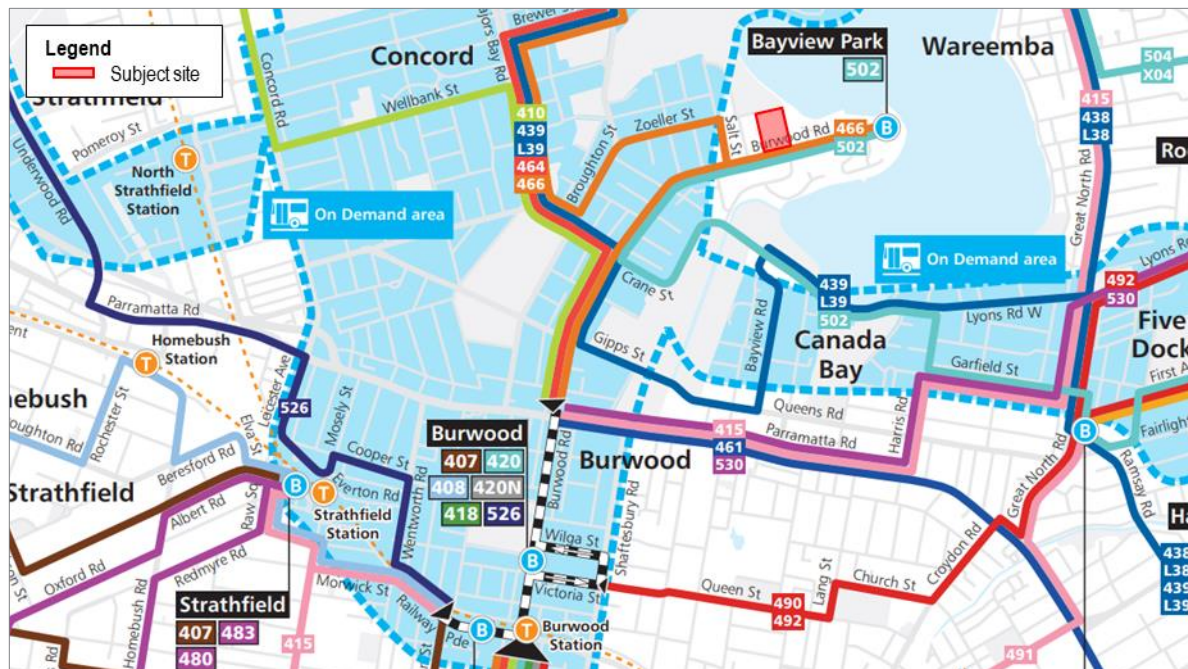 Legend
Subject site
Strathfield
Concord
Majors Bay Rd
Brewer St
Bayview Park
502
Wareemba
504
X04
Concord Rd
Wellbank St
Pomeroy St
Underwood Rd
North
Strathfield
Station
T
410
439
L39
464
466
Broughton St
Zoeller St
Salt St
Burwood Rd
466
502
B
415
438
L38
Great North Rd
On Demand area
On Demand area
Crane St
439
L39
502
Lyons Rd W
Lyons Rd
492
530
Five
Dock
First A
Fairlight
Parramatta Rd
Homebush
Station
T
Leicester Ave
526
Gipps St
Bayview Rd
Canada
Bay
Garfield St
Queens Rd
Harris Rd
mebush
oughton Rd
Rochester St
Elva St
Beresford Rd
Mosely St
Cooper St
Burwood
407 420
408 420N
418 526
Burwood Rd
415
461
530
Parramatta Rd
Burwood
B
Great North Rd
Ramsay Rd
Ha
438
L38
439
L39
Strathfield
Albert Rd
Raw Sq
B
T
Everton Rd
Strathfield
Station
Wentworth Rd
Shaftesbury Rd
Wilga St
B
Victoria St
Oxford Rd
Redmyre Rd
Homebush Rd
Strathfield
407 483
480
415
Morwick St
Railway
Pde
B
T
Burwood
Station
Queen St
490
492
Lang St
Church St
Croydon Rd
491